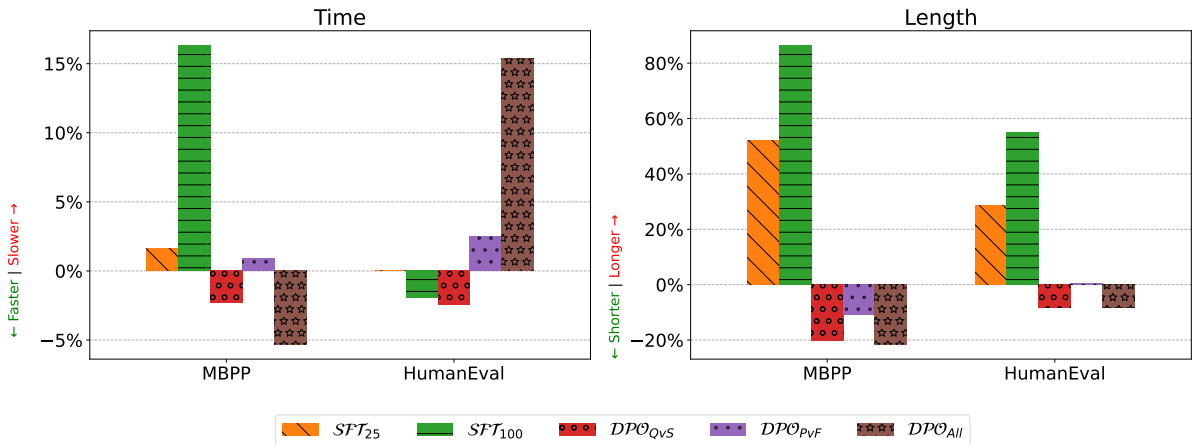 Time
15%
10%
5%
0%
−5%
← Faster | Slower →
MBPP
HumanEval
Length
80%
60%
40%
20%
0%
−20%
← Shorter | Longer →
MBPP
HumanEval
SFT25
SFT100
DPOQvS
DPOPvF
DPOAll